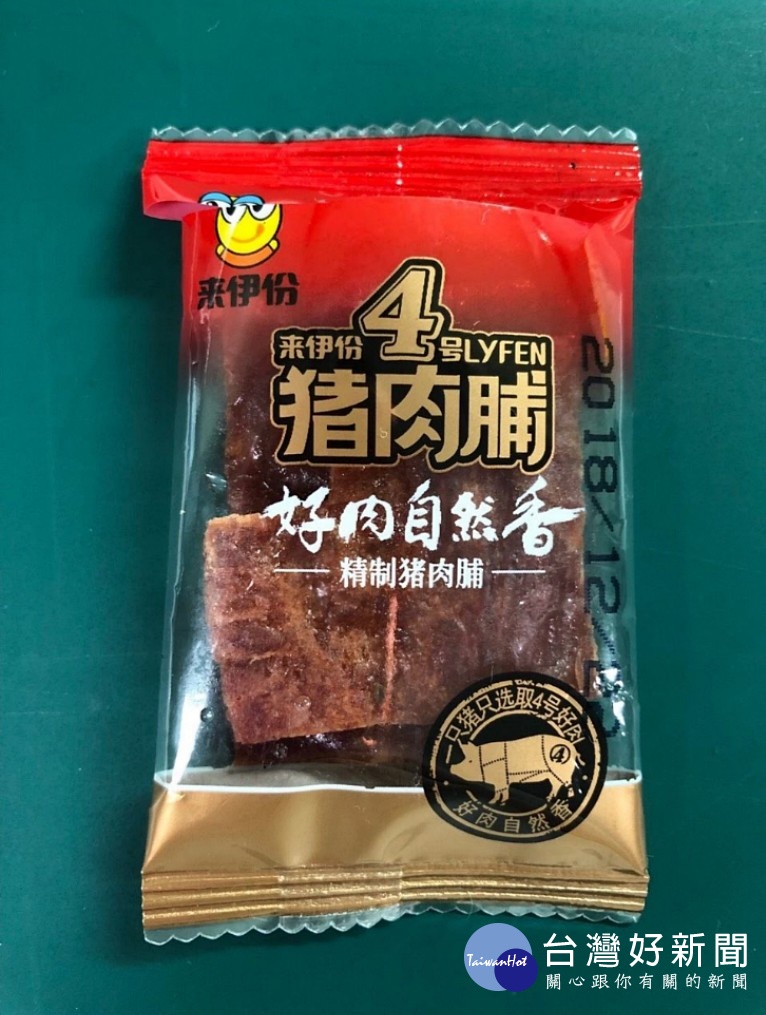 来伊份
来伊份4号LYFEN
猪肉脯
好肉自然香
精制猪肉脯
2018/12/
一只猪只选取4号好肉
4
好肉自然香
TaiwanHot
台灣好新聞
關心跟你有關的新聞